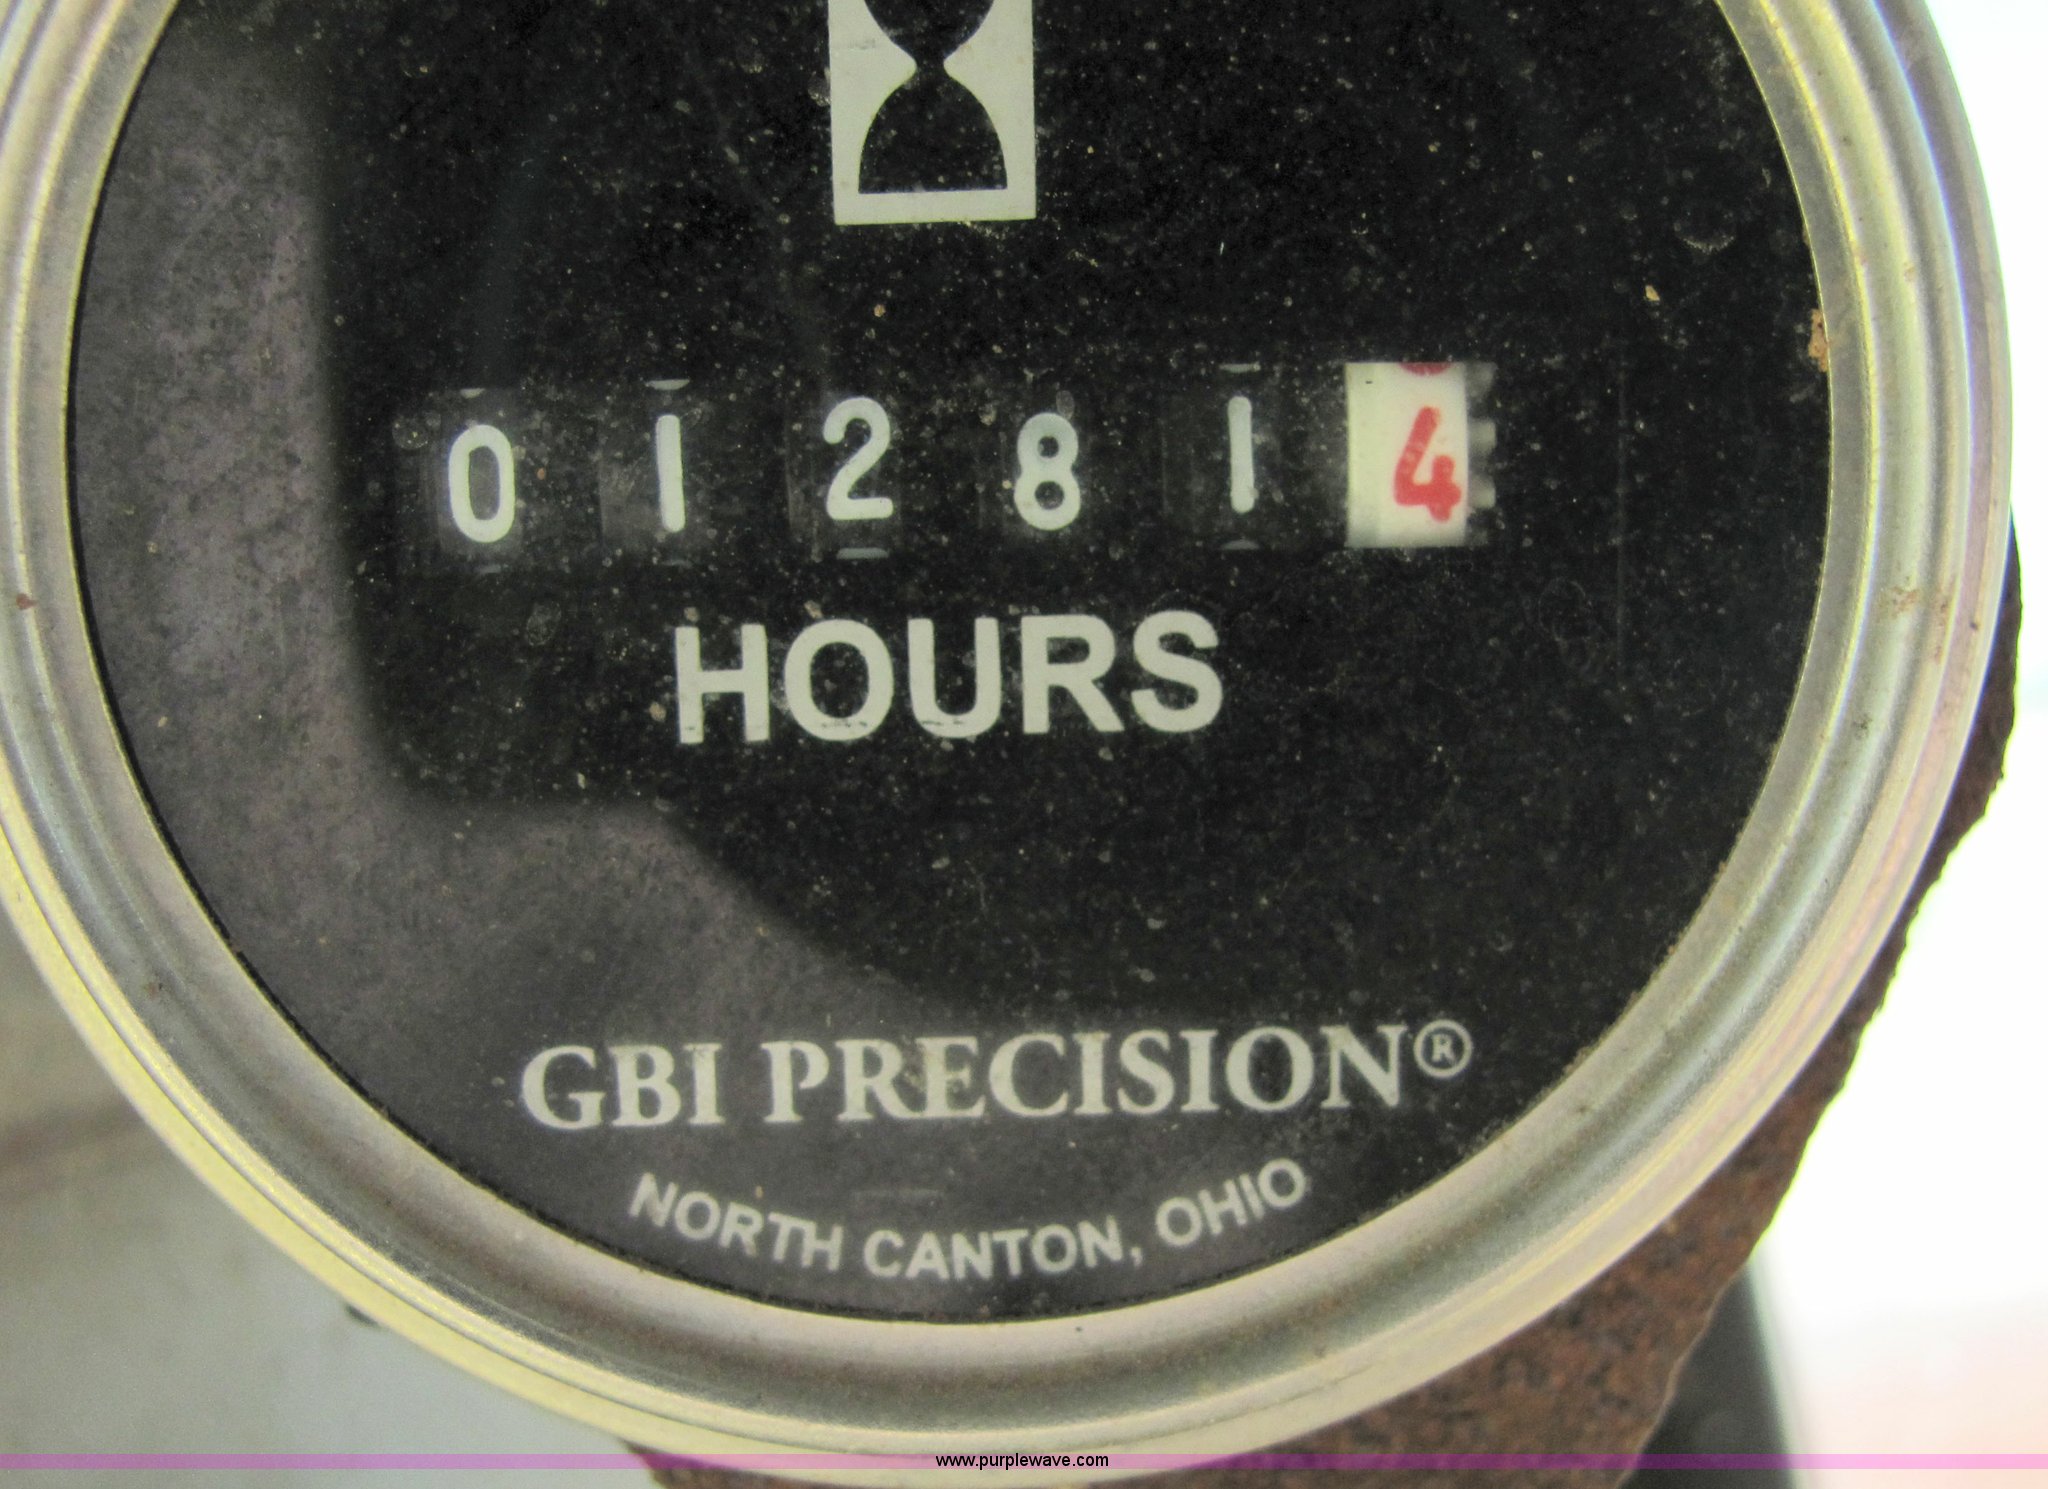 012814
HOURS
GBI PRECISION®
NORTH CANTON, OHIO
www.purplewave.com